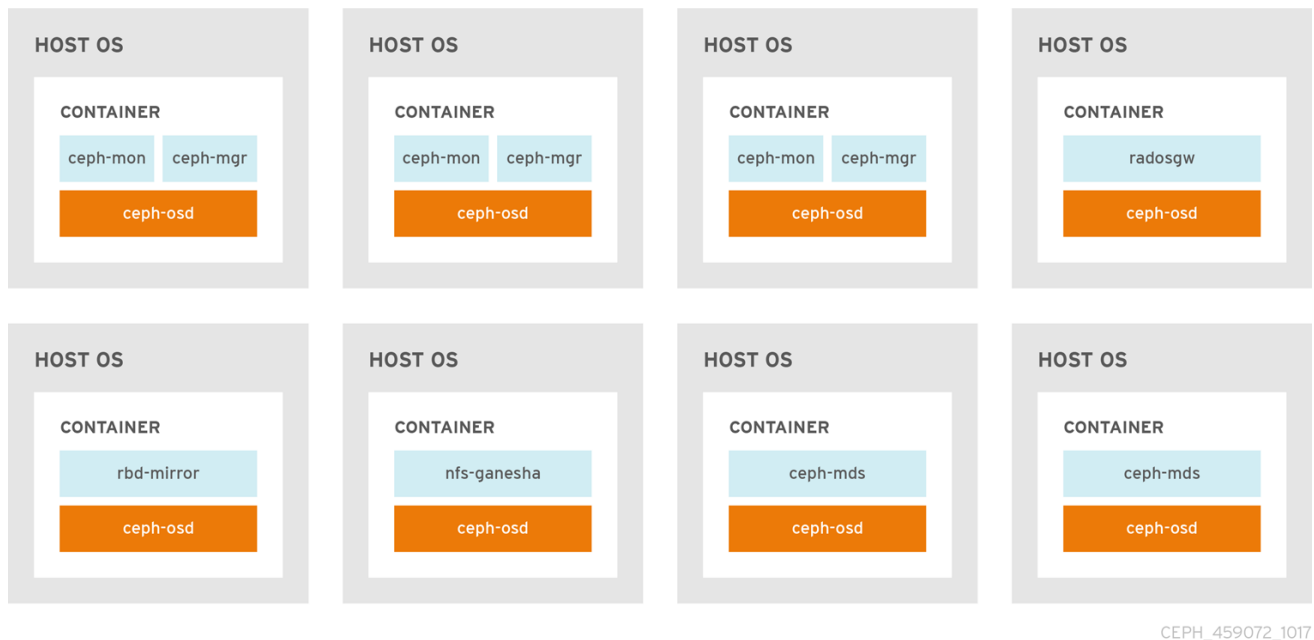 HOST OS
CONTAINER
ceph-mon ceph-mgr
ceph-osd
HOST OS
CONTAINER
ceph-mon ceph-mgr
ceph-osd
HOST OS
CONTAINER
ceph-mon ceph-mgr
ceph-osd
HOST OS
CONTAINER
radosgw
ceph-osd
HOST OS
CONTAINER
rbd-mirror
ceph-osd
HOST OS
CONTAINER
nfs-ganesha
ceph-osd
HOST OS
CONTAINER
ceph-mds
ceph-osd
HOST OS
CONTAINER
ceph-mds
ceph-osd
CEPH_459072_1017